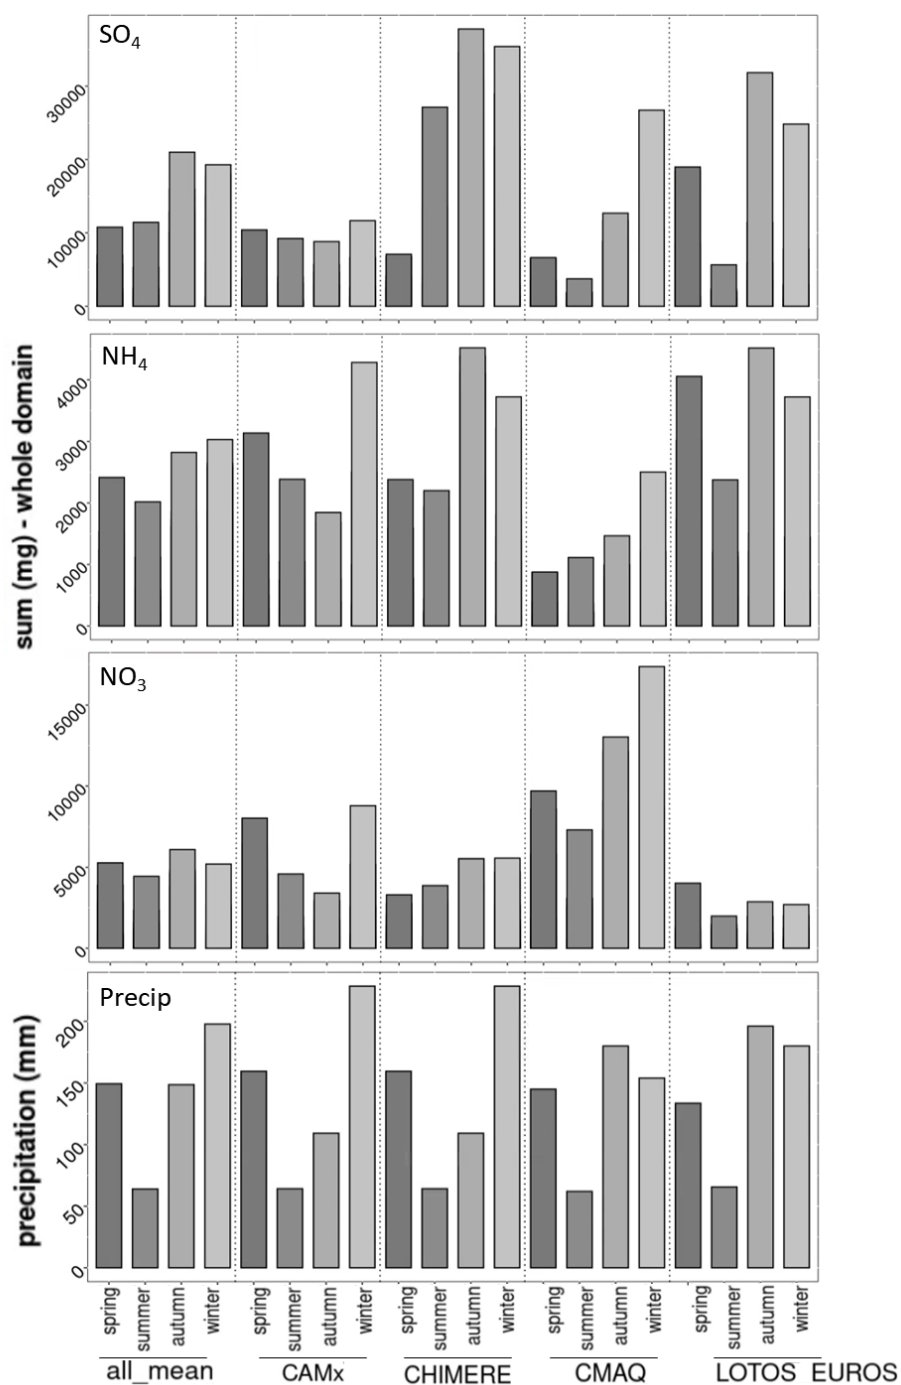 SO4
30000
20000
10000
0
NH4
4000
3000
2000
1000
0
sum (mg) - whole domain
NO3
15000
10000
5000
0
Precip
200
150
100
50
0
precipitation (mm)
spring summer autumn winter spring summer autumn winter spring summer autumn winter spring summer autumn winter spring summer autumn winter
all_mean CAMx CHIMERE CMAQ LOTOS EUROS